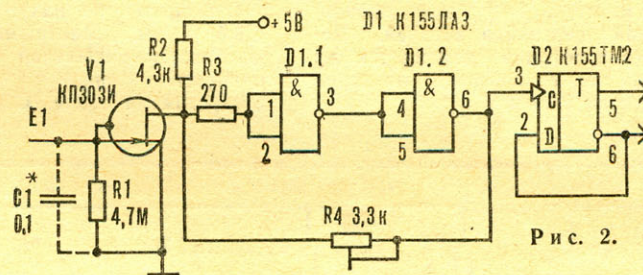 +5В
D1 К155ЛА3
R2
4,3к
V1
КП303И
R3
270
D1.1
D1.2
D2 К155ТМ2
E1
&
1
2
3
&
4
5
6
3
С
Т
5
2
D
6
C1*
0,1
R1
4,7М
R4 3,3к
Рис. 2.